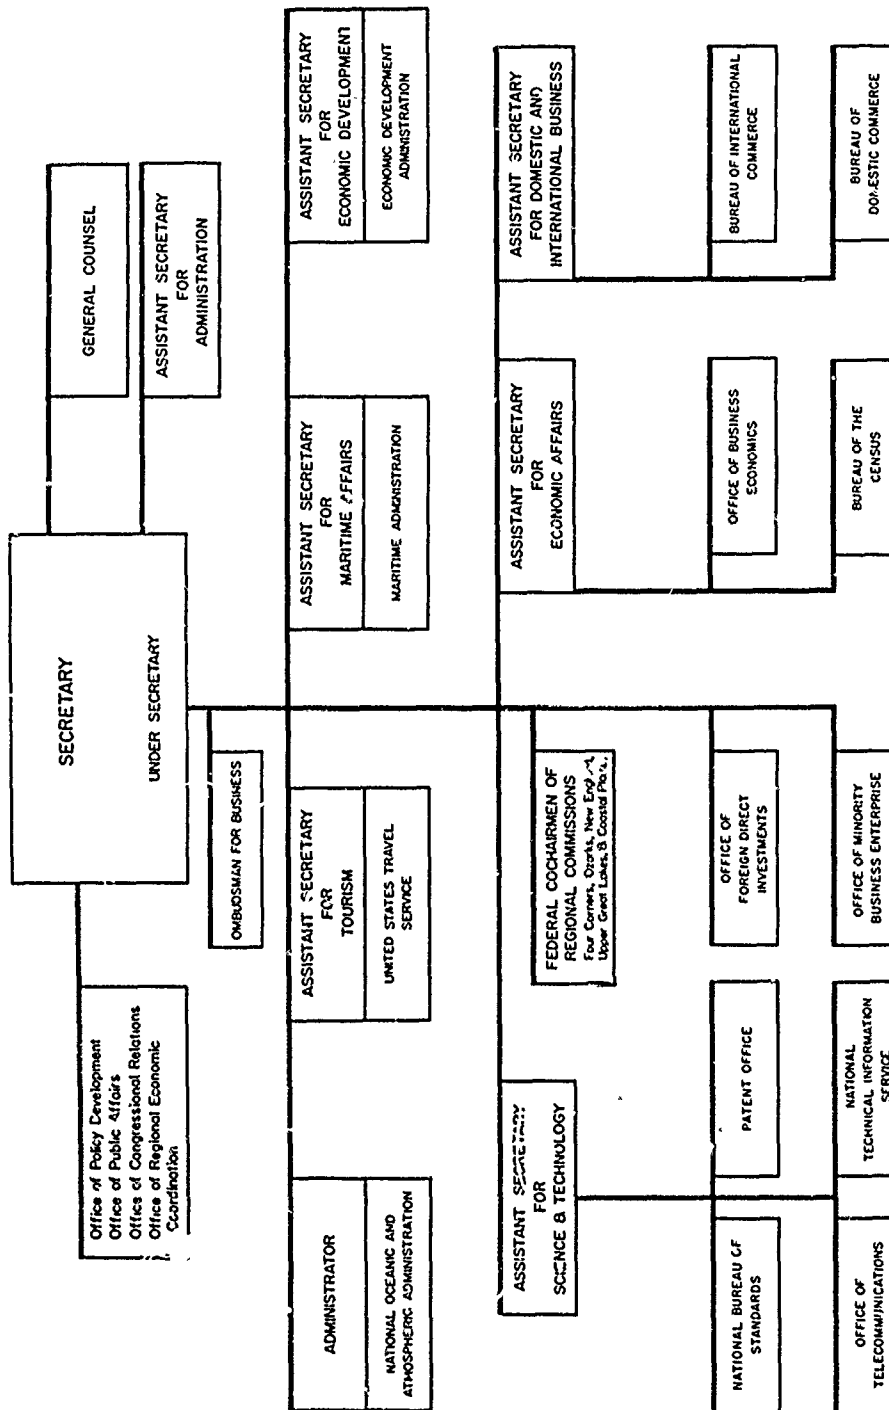 SECRETARY
UNDER SECRETARY
GENERAL COUNSEL
ASSISTANT SECRETARY
FOR
ADMINISTRATION
Office of Policy Development
Office of Public Affairs
Office of Congressional Relations
Office of Regional Economic
Coordination
OMBUDSMAN FOR BUSINESS
ADMINISTRATOR
NATIONAL OCEANIC AND
ATMOSPHERIC ADMINISTRATION
ASSISTANT SECRETARY
FOR
TOURISM
UNITED STATES TRAVEL
SERVICE
ASSISTANT SECRETARY
FOR
MARITIME AFFAIRS
MARITIME ADMINISTRATION
ASSISTANT SECRETARY
FOR
ECONOMIC DEVELOPMENT
ECONOMIC DEVELOPMENT
ADMINISTRATION
ASSISTANT SECRETARY
FOR
SCIENCE & TECHNOLOGY
FEDERAL COCHAIRMEN OF
REGIONAL COMMISSIONS
Four Corners, Ozarks, New England,
Upper Great Lakes, & Coastal Plains.
ASSISTANT SECRETARY
FOR
ECONOMIC AFFAIRS
ASSISTANT SECRETARY
FOR DOMESTIC AND
INTERNATIONAL BUSINESS
NATIONAL BUREAU OF
STANDARDS
PATENT OFFICE
OFFICE OF
FOREIGN DIRECT
INVESTMENTS
OFFICE OF BUSINESS
ECONOMICS
BUREAU OF INTERNATIONAL
COMMERCE
OFFICE OF
TELECOMMUNICATIONS
NATIONAL
TECHNICAL INFORMATION
SERVICE
OFFICE OF MINORITY
BUSINESS ENTERPRISE
BUREAU OF THE
CENSUS
BUREAU OF
DOMESTIC COMMERCE